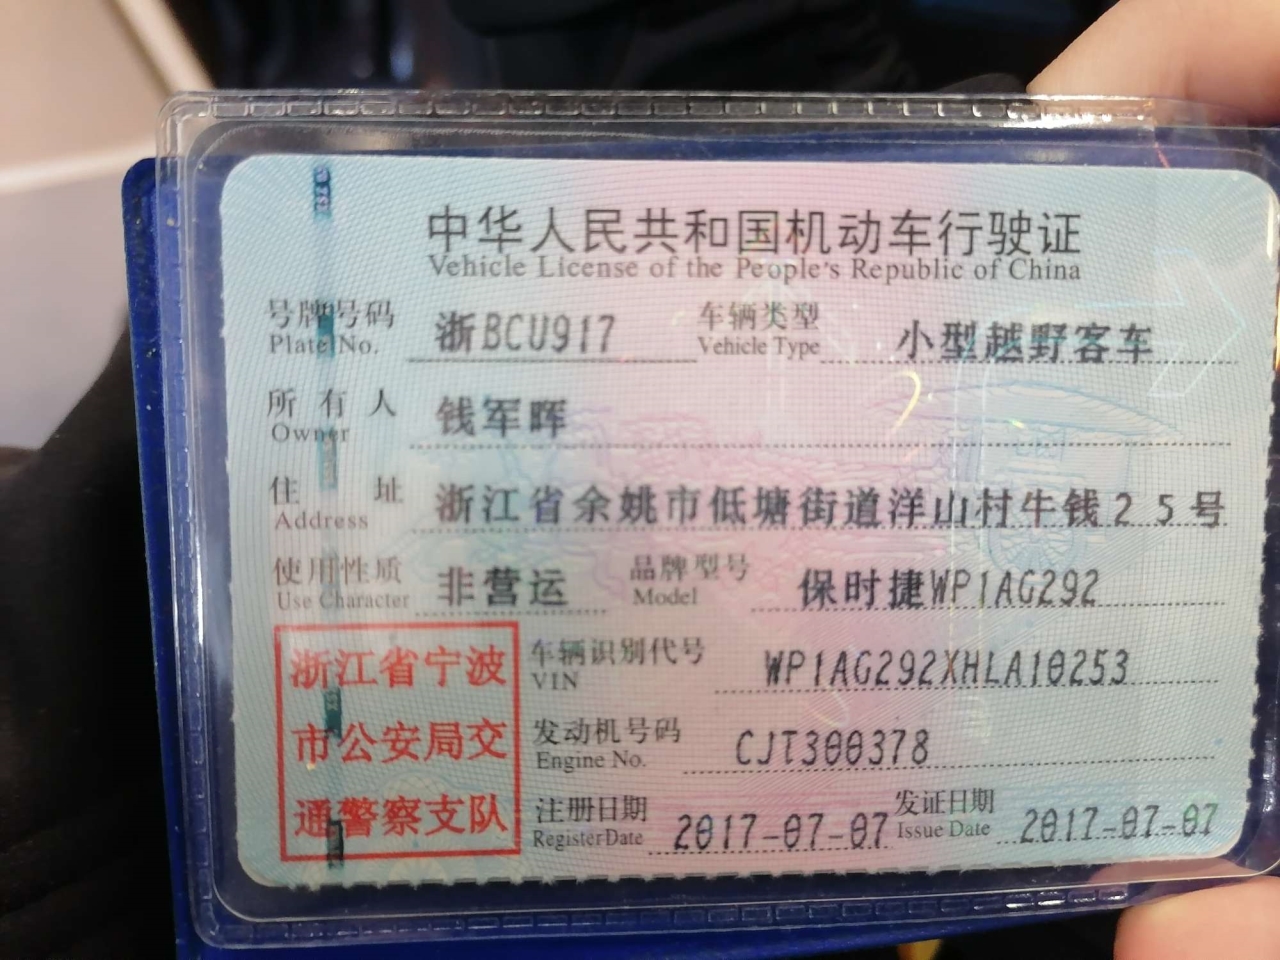 中华人民共和国机动车行驶证
Vehicle License of the People's Republic of China
号牌号码 浙BCU917 车辆类型 小型越野客车
Plate No. Vehicle Type
所有人 钱军晖
Owner
住址 浙江省余姚市低塘街道洋山村牛钱25号
Address
使用性质 非营运 品牌型号 保时捷WP1AG292
Use Character Model
浙江省宁波
市公安局交
通警察支队
车辆识别代号 WP1AG292XHLA10253
VIN
发动机号码 CJT300378
Engine No.
注册日期 2017-07-07 发证日期 2017-07-07
Register Date Issue Date